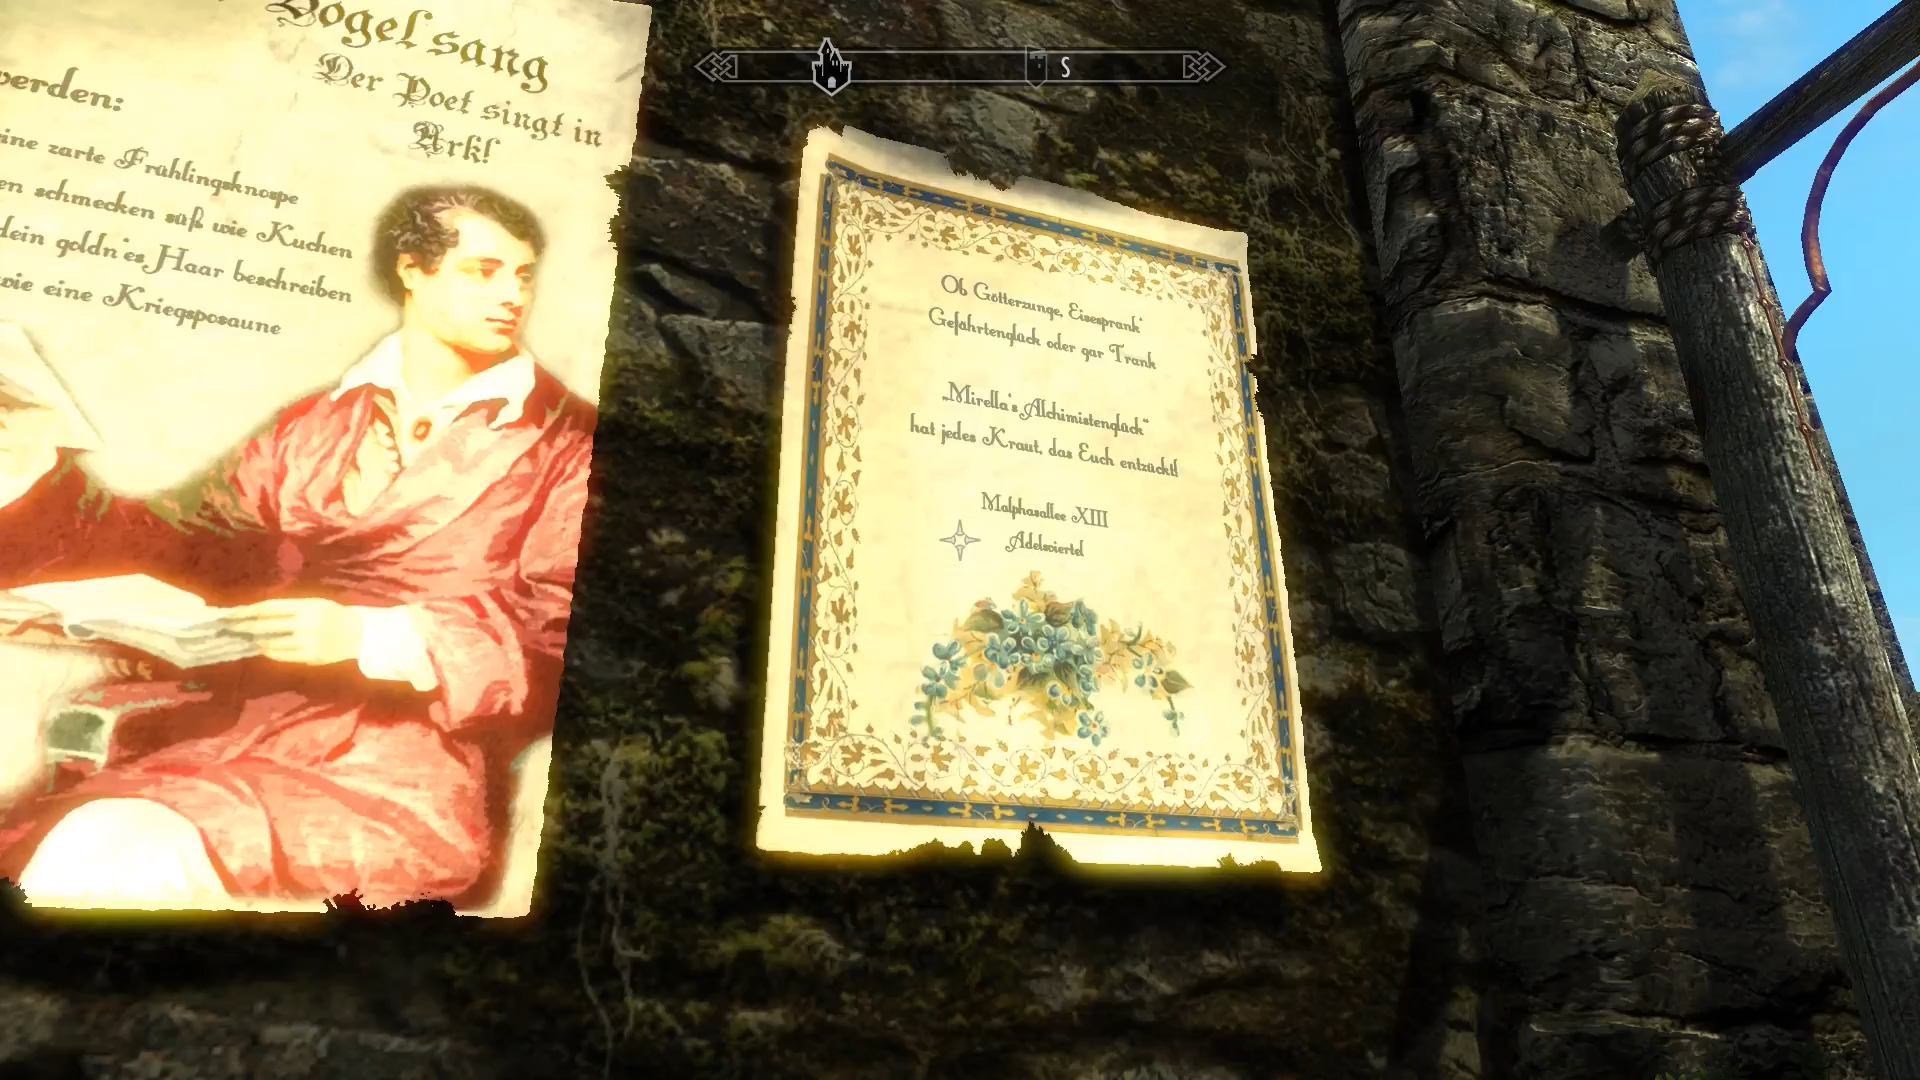 Vogelsang
Der Poet singt in
Ark!
werden:
eine zarte Frühlingsknospe
en schmecken süß wie Kuchen
dein goldn'es Haar beschreiben
wie eine Kriegsposaune
S
Ob Götterzunge, Eisesprank'
Gefährtenglück oder gar Trank
„Mirella's Alchimistenglück“
hat jedes Kraut, das Euch entzückt!
Malphasallee XIII
Adelsviertel